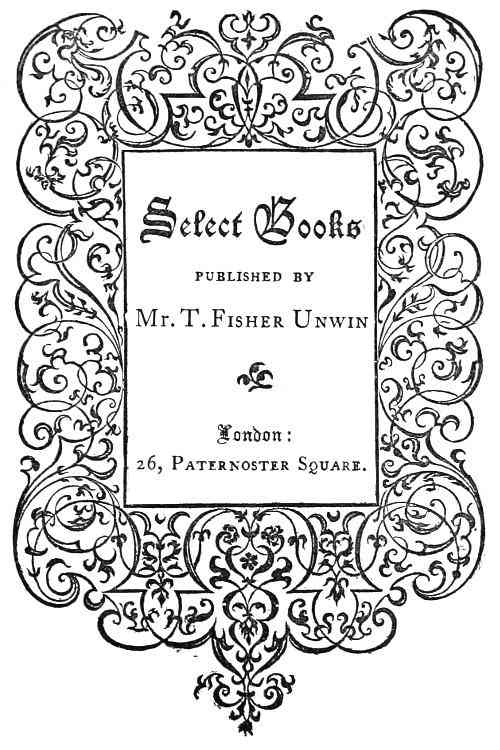 Select Books
PUBLISHED BY
Mr. T. FISHER UNWIN
London:
26, PATERNOSTER SQUARE.